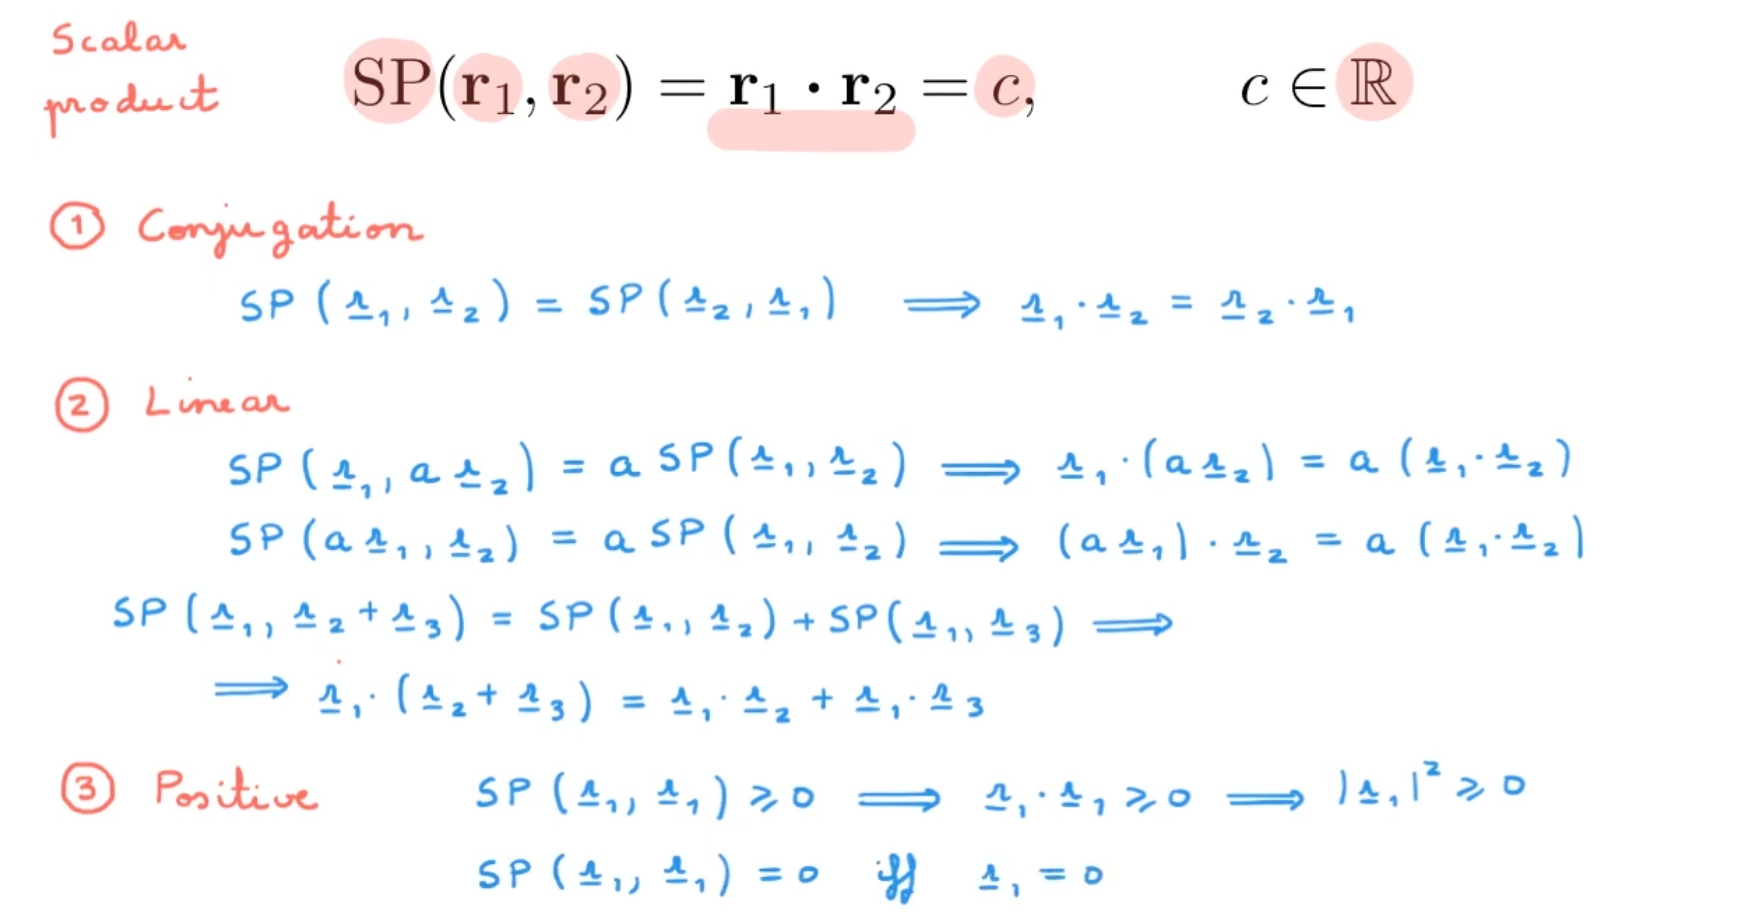 Scalar product
SP(r₁, r₂) = r₁ · r₂ = c, c ∈ ℝ
① Conjugation
SP (r₁, r₂) = SP (r₂, r₁) ⟹ r₁ · r₂ = r₂ · r₁
② Linear
SP (r₁, a r₂) = a SP (r₁, r₂) ⟹ r₁ · (a r₂) = a (r₁ · r₂)
SP (a r₁, r₂) = a SP (r₁, r₂) ⟹ (a r₁) · r₂ = a (r₁ · r₂)
SP (r₁, r₂ + r₃) = SP (r₁, r₂) + SP (r₁, r₃) ⟹
⟹ r₁ · (r₂ + r₃) = r₁ · r₂ + r₁ · r₃
③ Positive SP (r₁, r₁) ⩾ 0 ⟹ r₁ · r₁ ⩾ 0 ⟹ |r₁|² ⩾ 0
SP (r₁, r₁) = 0 iff r₁ = 0